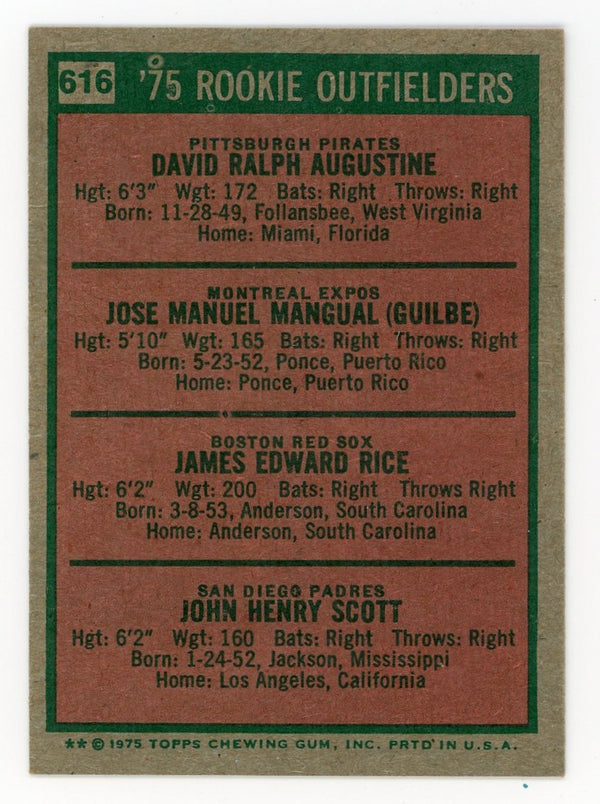 616 '75 ROOKIE OUTFIELDERS
PITTSBURGH PIRATES
DAVID RALPH AUGUSTINE
Hgt: 6'3" Wgt: 172 Bats: Right Throws: Right
Born: 11-28-49, Follansbee, West Virginia
Home: Miami, Florida
MONTREAL EXPOS
JOSE MANUEL MANGUAL (GUILBE)
Hgt: 5'10" Wgt: 165 Bats: Right Throws: Right
Born: 5-23-52, Ponce, Puerto Rico
Home: Ponce, Puerto Rico
BOSTON RED SOX
JAMES EDWARD RICE
Hgt: 6'2" Wgt: 200 Bats: Right Throws Right
Born: 3-8-53, Anderson, South Carolina
Home: Anderson, South Carolina
SAN DIEGO PADRES
JOHN HENRY SCOTT
Hgt: 6'2" Wgt: 160 Bats: Right Throws: Right
Born: 1-24-52, Jackson, Mississippi
Home: Los Angeles, California
** © 1975 TOPPS CHEWING GUM, INC. PRTD IN U.S.A.